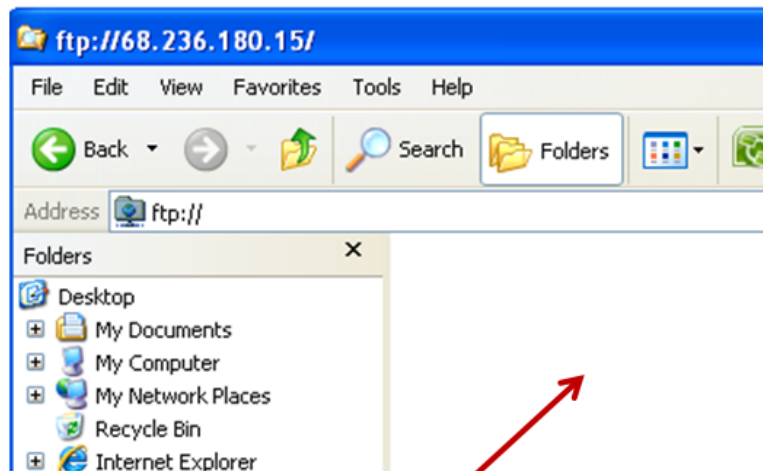 ftp://68.236.180.15/
File Edit View Favorites Tools Help
Back Search Folders
Address ftp://
Folders
Desktop
My Documents
My Computer
My Network Places
Recycle Bin
Internet Explorer